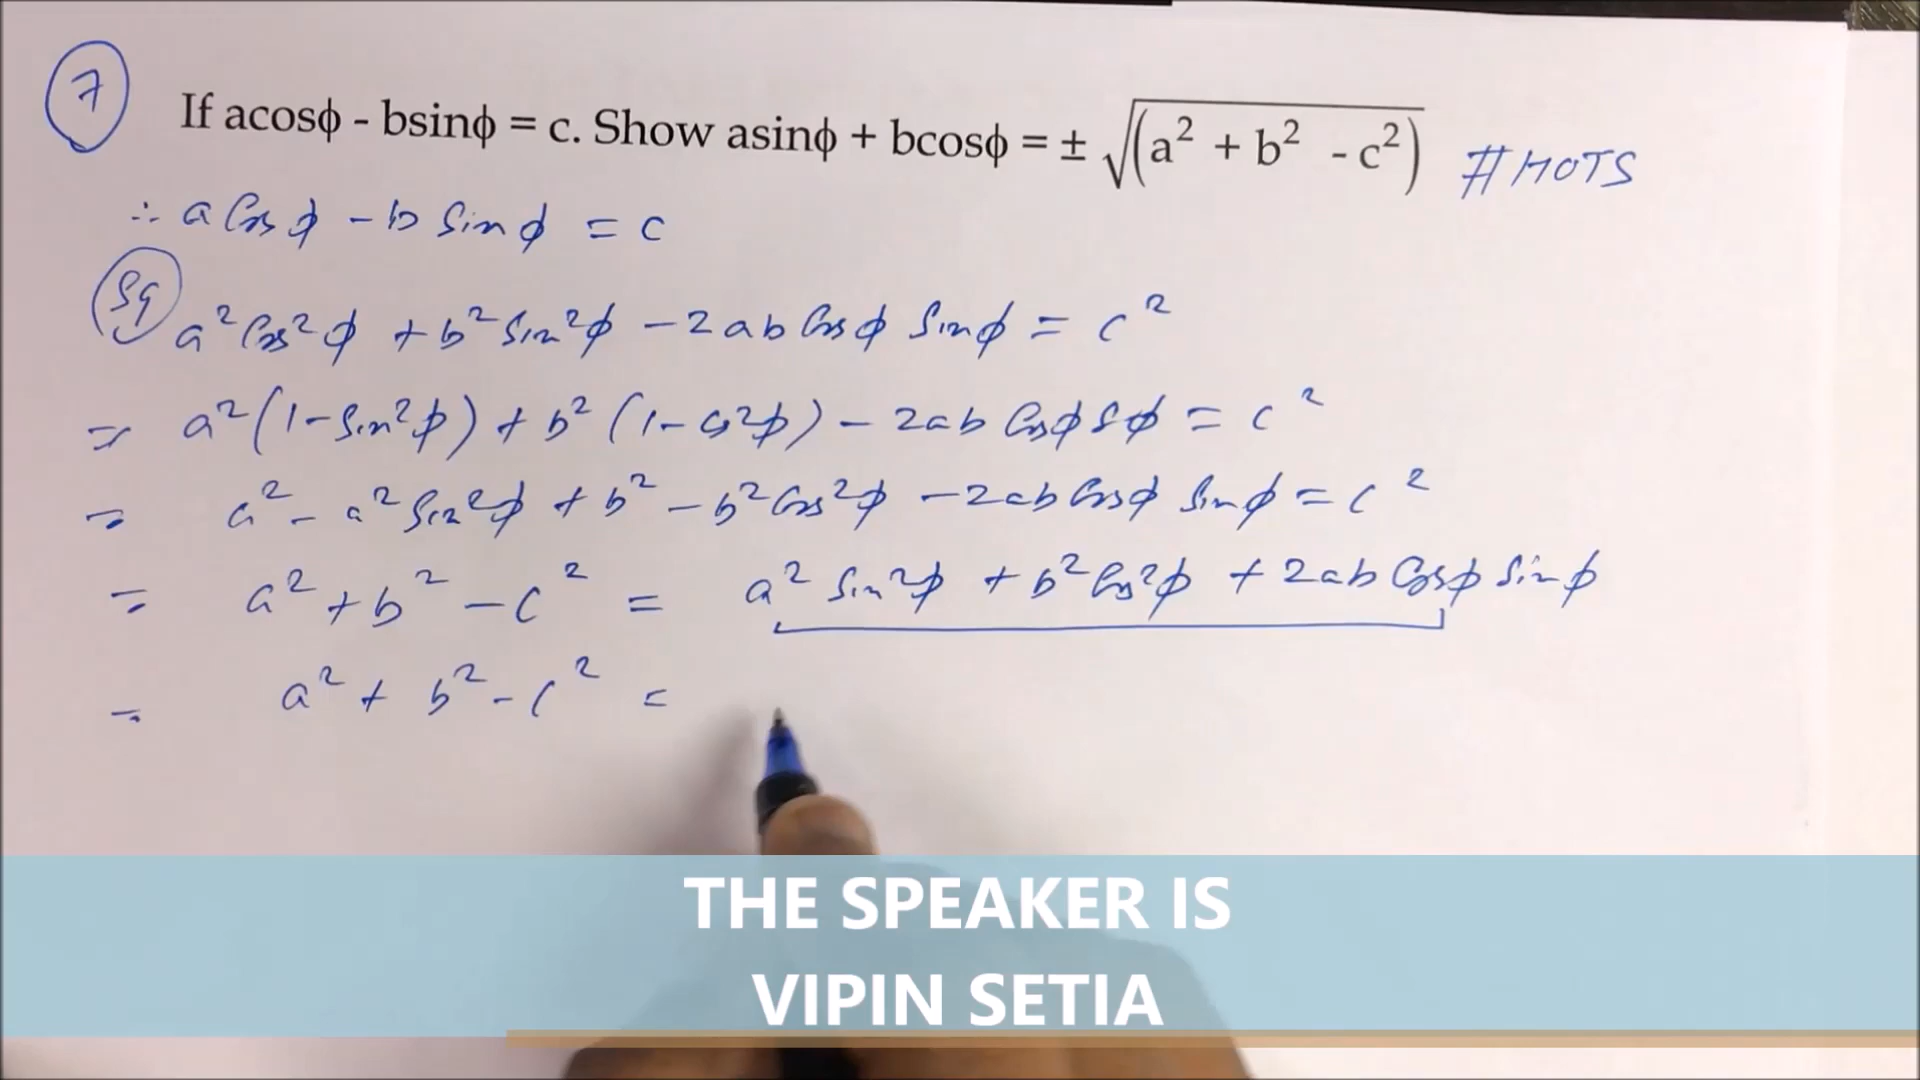 7
If acosϕ - bsinϕ = c. Show asinϕ + bcosϕ = ± √(a² + b² - c²) #HOTS
∴ a Cos ϕ - b Sin ϕ = c
Sq
a² Cos² ϕ + b² Sin² ϕ - 2 a b Cos ϕ Sin ϕ = c²
⇒ a² (1 - Sin² ϕ) + b² (1 - Cs² ϕ) - 2ab Cos ϕ S ϕ = c²
⇒ a² - a² Sin² ϕ + b² - b² Cos² ϕ - 2ab Cos ϕ Sin ϕ = c²
= a² + b² - c² = a² Sin² ϕ + b² Cos² ϕ + 2ab Cos ϕ Sin ϕ
= a² + b² - c² =
THE SPEAKER IS
VIPIN SETIA